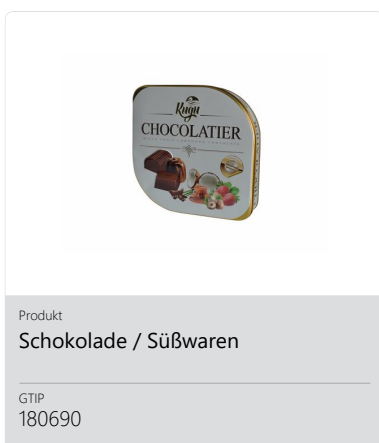 Kugu
CHOCOLATIER
Produkt
Schokolade / Süßwaren
GTIP
180690